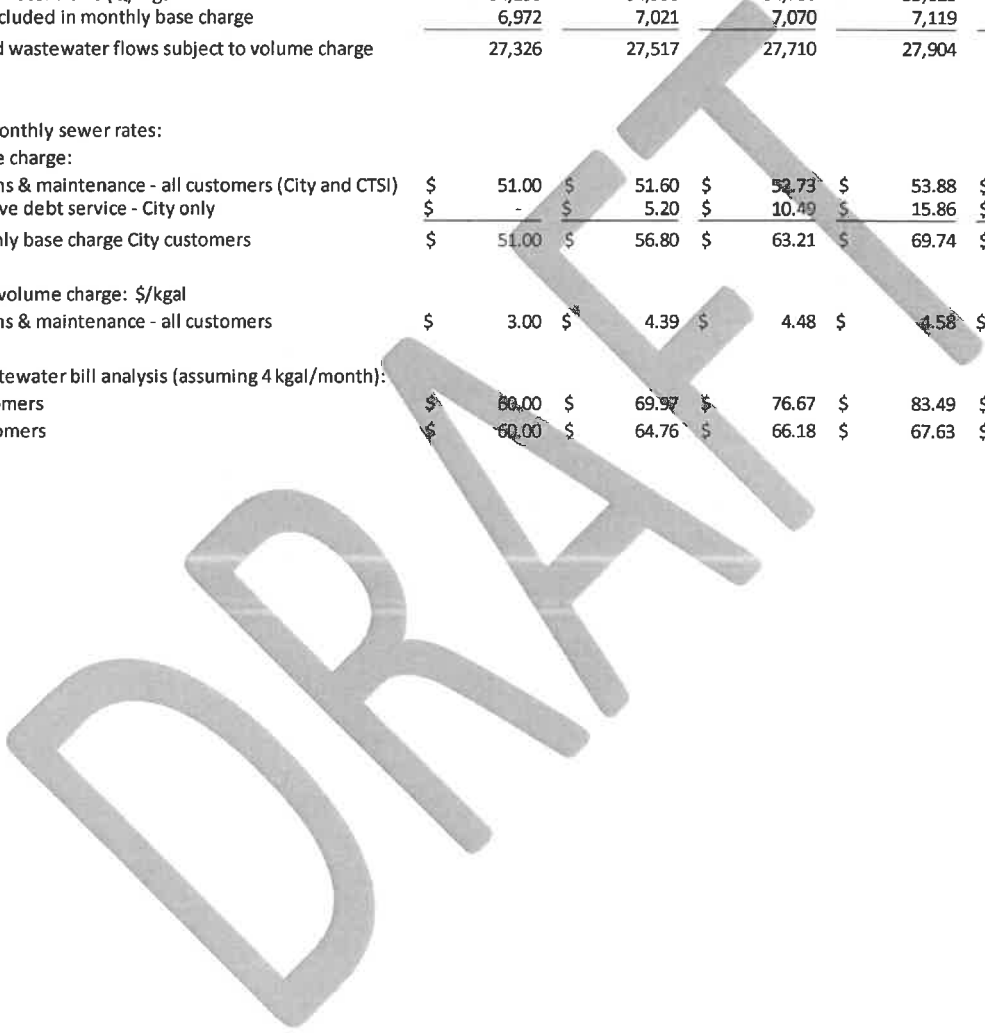 cluded in monthly base charge 6,972 7,021 7,070 7,119
d wastewater flows subject to volume charge 27,326 27,517 27,710 27,904
onthly sewer rates:
e charge:
ns & maintenance - all customers (City and CTSI) $ 51.00 $ 51.60 $ 52.73 $ 53.88 $
ve debt service - City only $ - $ 5.20 $ 10.49 $ 15.86 $
hly base charge City customers $ 51.00 $ 56.80 $ 63.21 $ 69.74 $
volume charge: $/kgal
ns & maintenance - all customers $ 3.00 $ 4.39 $ 4.48 $ 4.58 $
tewater bill analysis (assuming 4 kgal/month):
omers $ 60.00 $ 69.97 $ 76.67 $ 83.49 $
omers $ 60.00 $ 64.76 $ 66.18 $ 67.63 $
DRAFT